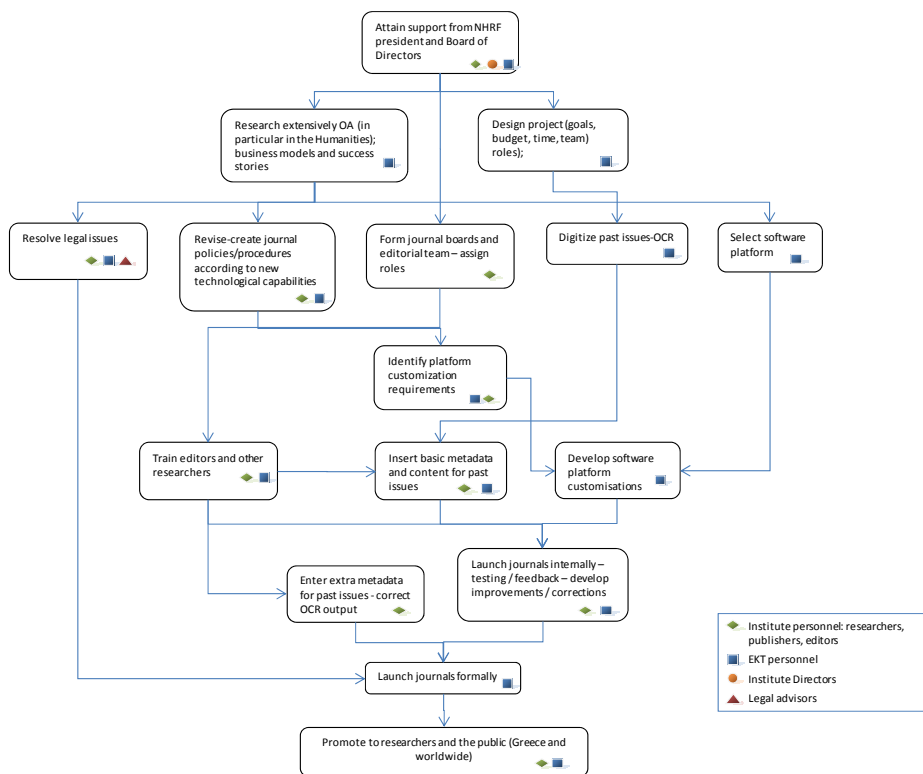 Attain support from NHRF
president and Board of
Directors
Research extensively OA (in
particular in the Humanities);
business models and success
stories
Design project (goals,
budget, time, team)
roles);
Resolve legal issues
Revise-create journal
policies/procedures
according to new
technological capabilities
Form journal boards and
editorial team – assign
roles
Digitize past issues-OCR
Select software
platform
Identify platform
customization
requirements
Train editors and other
researchers
Insert basic metadata
and content for past
issues
Develop software
platform
customisations
Enter extra metadata
for past issues - correct
OCR output
Launch journals internally –
testing / feedback – develop
improvements / corrections
Institute personnel: researchers,
publishers, editors
EKT personnel
Institute Directors
Legal advisors
Launch journals formally
Promote to researchers and the public (Greece and
worldwide)